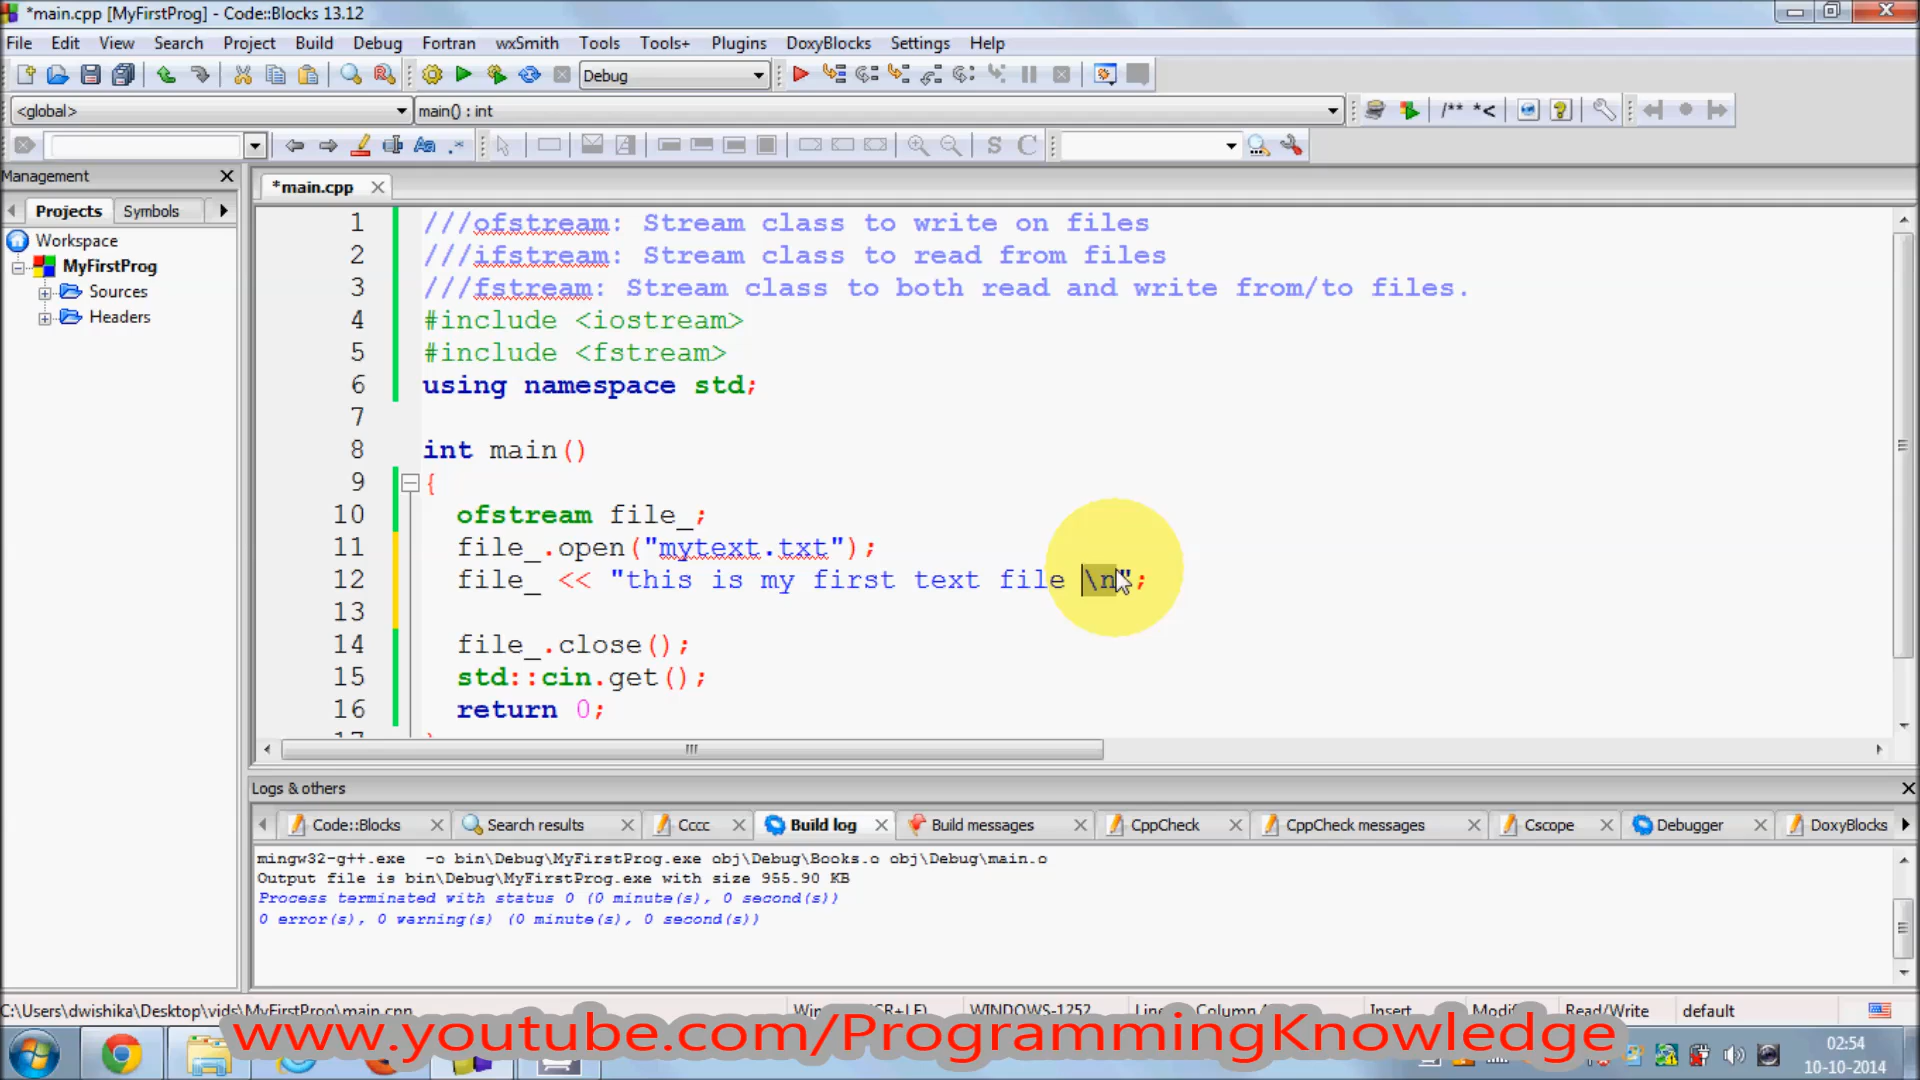 *main.cpp [MyFirstProg] - Code::Blocks 13.12
File Edit View Search Project Build Debug Fortran wxSmith Tools Tools+ Plugins DoxyBlocks Settings Help
Debug
<global> main() : int /** *<
Aa .* S C
Management
*main.cpp
Projects Symbols
Workspace
MyFirstProg
Sources
Headers
1 ///ofstream: Stream class to write on files
2 ///ifstream: Stream class to read from files
3 ///fstream: Stream class to both read and write from/to files.
4 #include <iostream>
5 #include <fstream>
6 using namespace std;
7
8 int main()
9 {
10 ofstream file_;
11 file_.open("mytext.txt");
12 file_ << "this is my first text file \n";
13
14 file_.close();
15 std::cin.get();
16 return 0;
Logs & others
Code::Blocks Search results Cccc Build log Build messages CppCheck CppCheck messages Cscope Debugger DoxyBlocks
mingw32-g++.exe -o bin\Debug\MyFirstProg.exe obj\Debug\Books.o obj\Debug\main.o
Output file is bin\Debug\MyFirstProg.exe with size 955.90 KB
Process terminated with status 0 (0 minute(s), 0 second(s))
0 error(s), 0 warning(s) (0 minute(s), 0 second(s))
C:\Users\dwishika\Desktop\vids\MyFirstProg\main.cpp WINDOWS-1252 Insert Read/Write default
www.youtube.com/ProgrammingKnowledge
02:54
10-10-2014